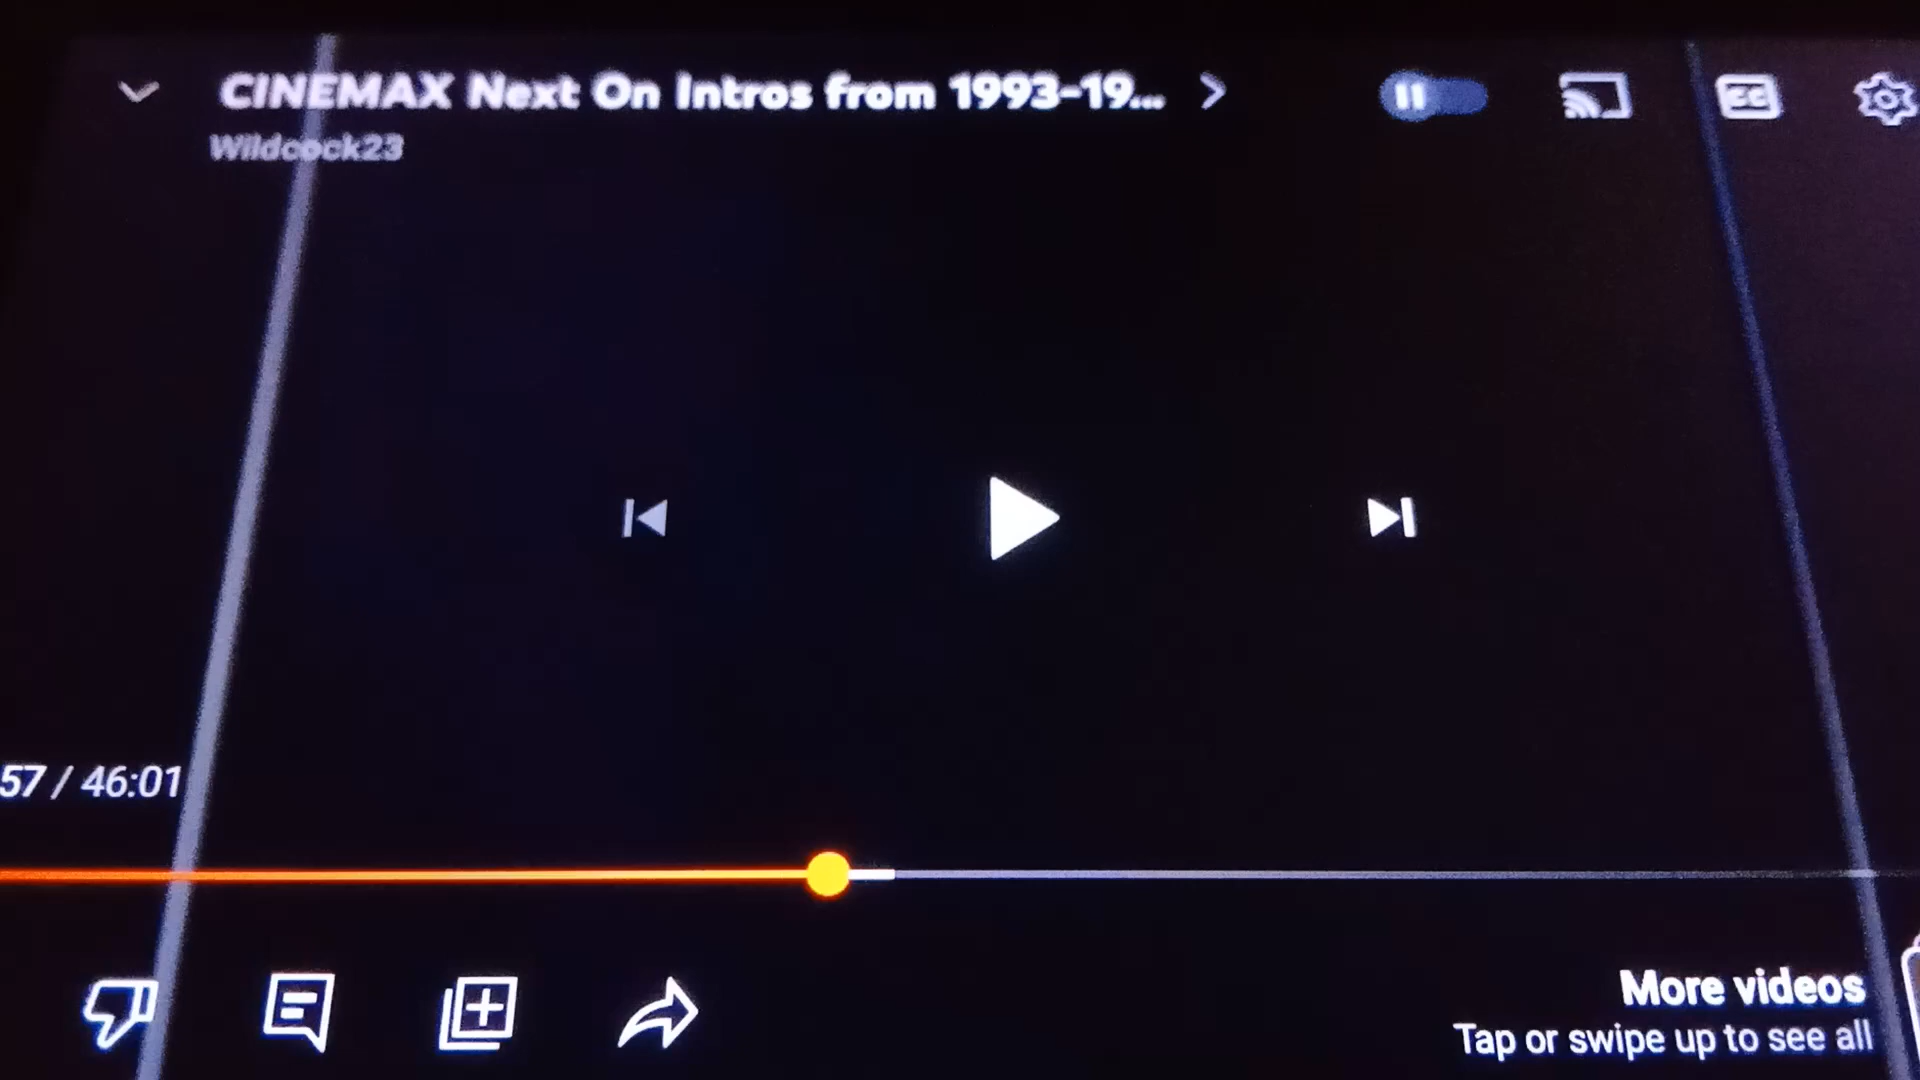 CINEMAX Next On Intros from 1993-19...
Wildcock23
CC
57 / 46:01
More videos
Tap or swipe up to see all